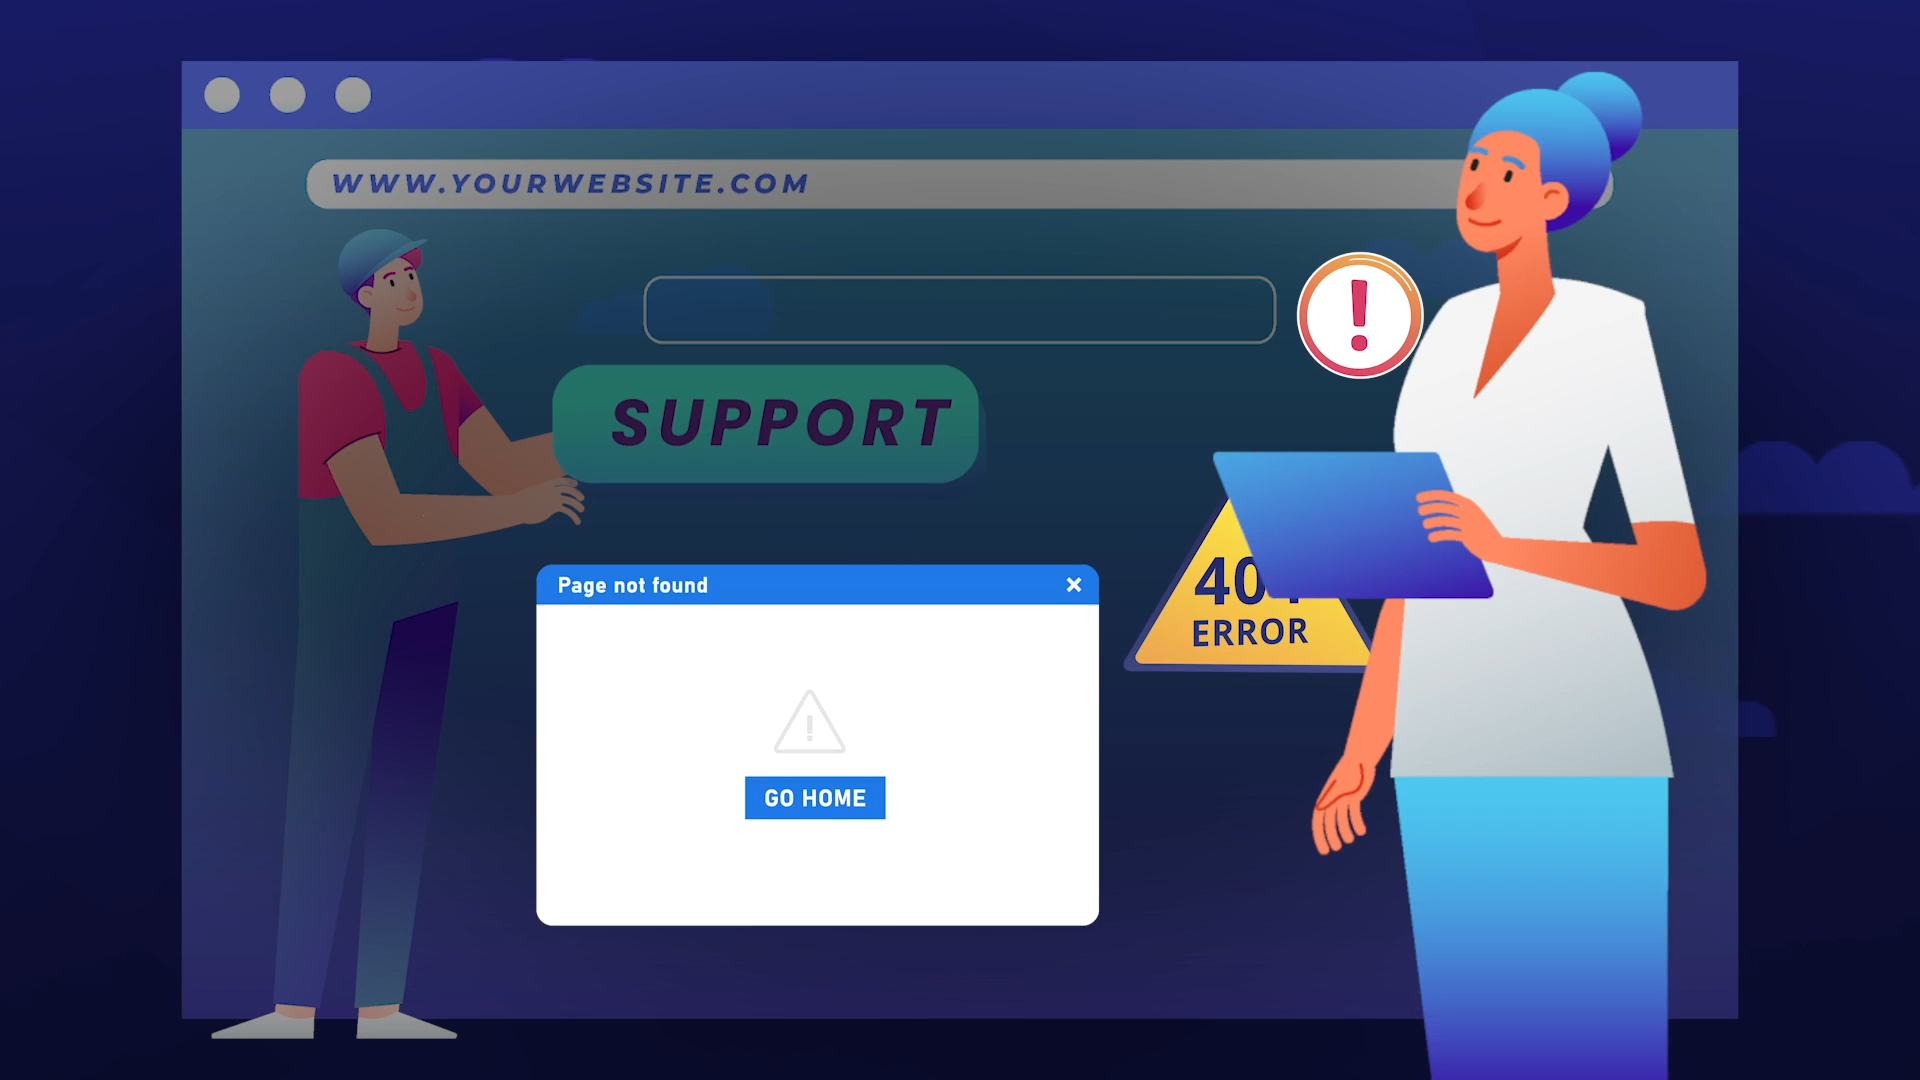 WWW.YOURWEBSITE.COM
!
SUPPORT
Page not found
!
GO HOME
ERROR